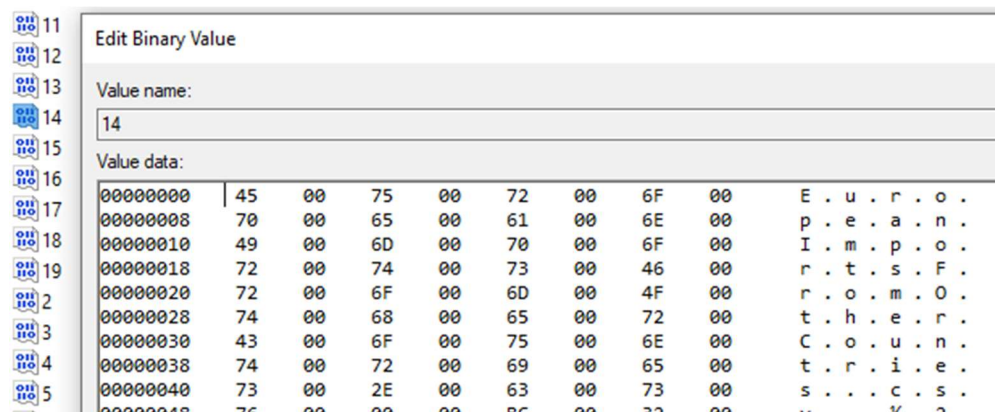 11
12
13
14
15
16
17
18
19
2
3
4
5
Edit Binary Value
Value name:
14
Value data:
00000000 45 00 75 00 72 00 6F 00 E . u . r . o .
00000008 70 00 65 00 61 00 6E 00 p . e . a . n .
00000010 49 00 6D 00 70 00 6F 00 I . m . p . o .
00000018 72 00 74 00 73 00 46 00 r . t . s . F .
00000020 72 00 6F 00 6D 00 4F 00 r . o . m . O .
00000028 74 00 68 00 65 00 72 00 t . h . e . r .
00000030 43 00 6F 00 75 00 6E 00 C . o . u . n .
00000038 74 00 72 00 69 00 65 00 t . r . i . e .
00000040 73 00 2E 00 63 00 73 00 s . . . c . s .